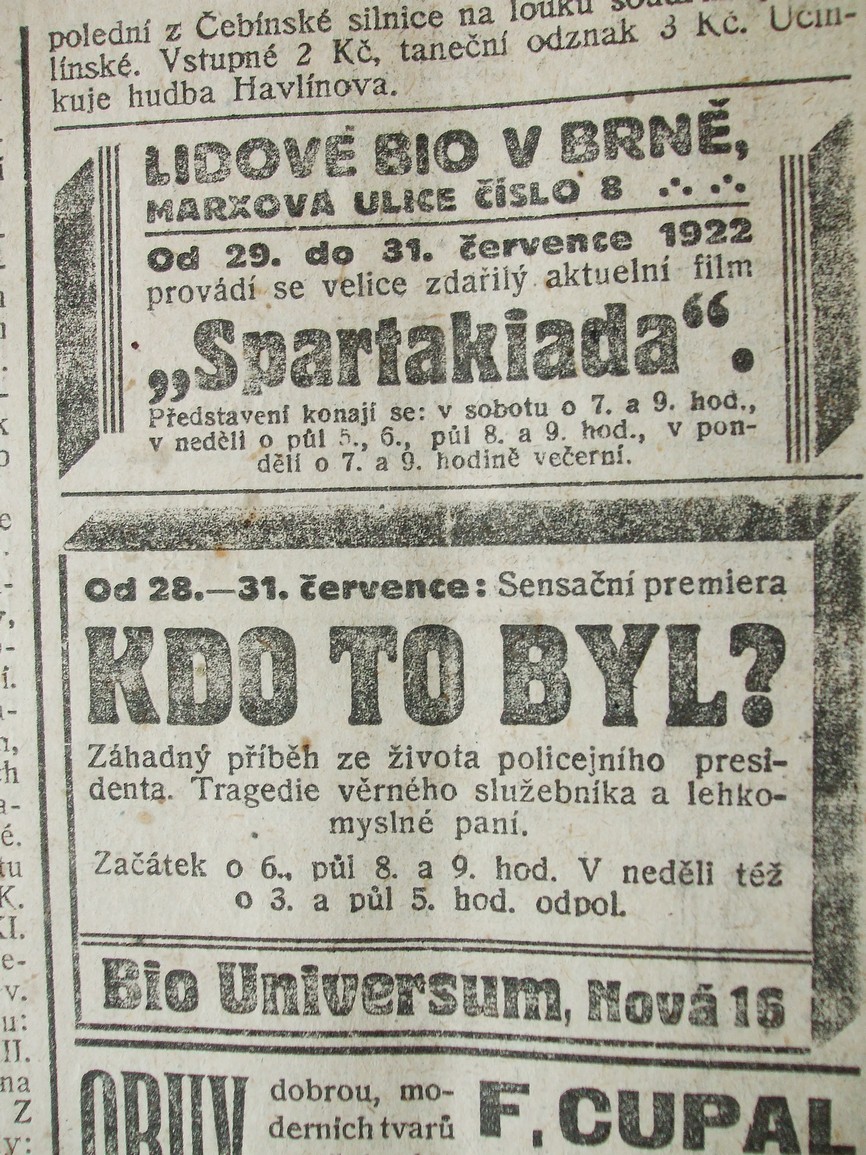 polední z Čebínské silnice na louku
línské. Vstupné 2 Kč, taneční odznak 3 Kč. Účin-
kuje hudba Havlínova.
LIDOVÉ BIO V BRNĚ,
MARXOVA ULICE ČÍSLO 8
Od 29. do 31. července 1922
provádí se velice zdařilý aktuelní film
„Spartakiada“.
Představení konají se: v sobotu o 7. a 9. hod.,
v neděli o půl 5., 6., půl 8. a 9. hod., v pon-
děli o 7. a 9. hodině večerní.
Od 28.—31. července: Sensační premiera
KDO TO BYL?
Záhadný příběh ze života policejního presi-
denta. Tragedie věrného služebníka a lehko-
myslné paní.
Začátek o 6., půl 8. a 9. hod. V neděli též
o 3. a půl 5. hod. odpol.
Bio Universum, Nová 16
OBUV
dobrou, mo-
derních tvarů
F. CUPAL